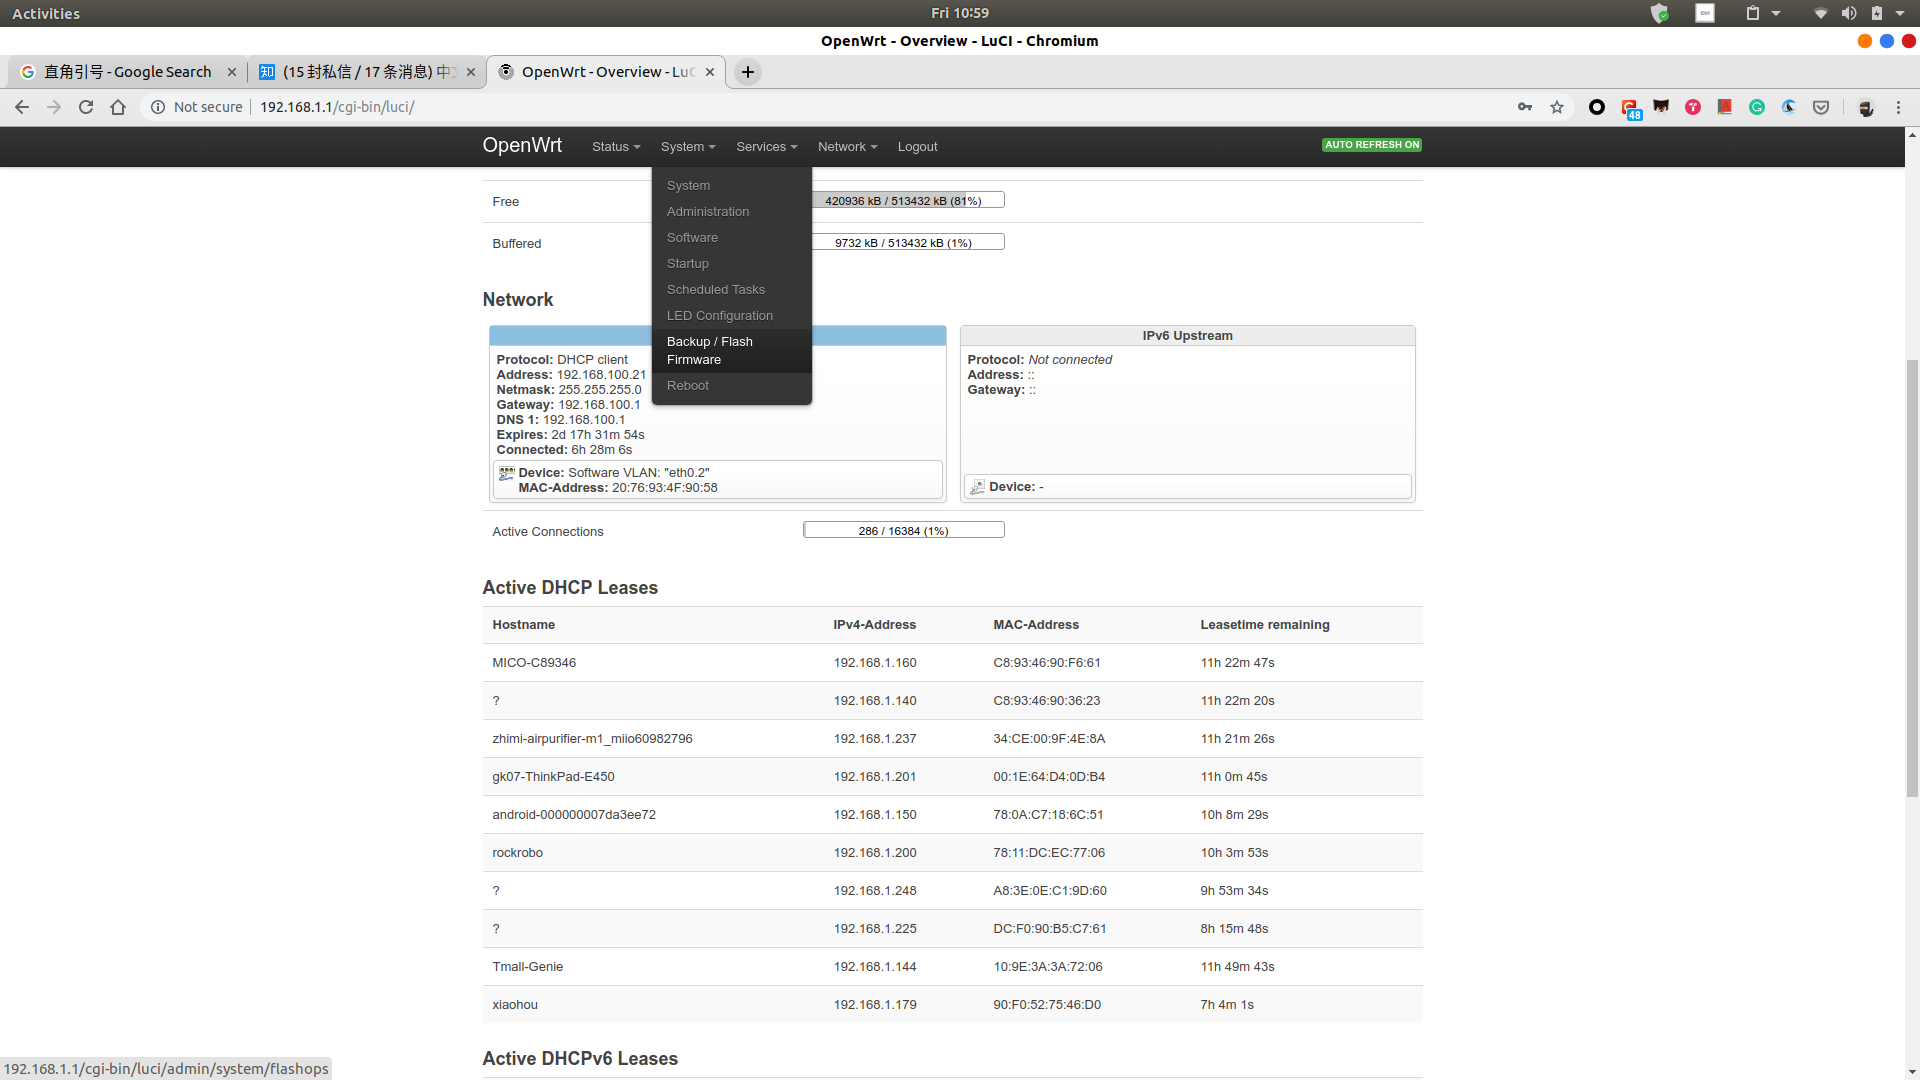 Activities
Fri 10:59
OpenWrt - Overview - LuCI - Chromium
直角引号 - Google Search
(15 封私信 / 17 条消息) 中
OpenWrt - Overview - LuC
Not secure
192.168.1.1/cgi-bin/luci/
48
OpenWrt
Status
System
Services
Network
Logout
AUTO REFRESH ON
System
Administration
Software
Startup
Scheduled Tasks
LED Configuration
Backup / Flash
Firmware
Reboot
Free
420936 kB / 513432 kB (81%)
Buffered
9732 kB / 513432 kB (1%)
Network
Protocol: DHCP client
Address: 192.168.100.21
Netmask: 255.255.255.0
Gateway: 192.168.100.1
DNS 1: 192.168.100.1
Expires: 2d 17h 31m 54s
Connected: 6h 28m 6s
Device: Software VLAN: "eth0.2"
MAC-Address: 20:76:93:4F:90:58
IPv6 Upstream
Protocol: Not connected
Address: ::
Gateway: ::
Device: -
Active Connections
286 / 16384 (1%)
Active DHCP Leases
Hostname IPv4-Address MAC-Address Leasetime remaining
MICO-C89346 192.168.1.160 C8:93:46:90:F6:61 11h 22m 47s
? 192.168.1.140 C8:93:46:90:36:23 11h 22m 20s
zhimi-airpurifier-m1_miio60982796 192.168.1.237 34:CE:00:9F:4E:8A 11h 21m 26s
gk07-ThinkPad-E450 192.168.1.201 00:1E:64:D4:0D:B4 11h 0m 45s
android-000000007da3ee72 192.168.1.150 78:0A:C7:18:6C:51 10h 8m 29s
rockrobo 192.168.1.200 78:11:DC:EC:77:06 10h 3m 53s
? 192.168.1.248 A8:3E:0E:C1:9D:60 9h 53m 34s
? 192.168.1.225 DC:F0:90:B5:C7:61 8h 15m 48s
Tmall-Genie 192.168.1.144 10:9E:3A:3A:72:06 11h 49m 43s
xiaohou 192.168.1.179 90:F0:52:75:46:D0 7h 4m 1s
Active DHCPv6 Leases
192.168.1.1/cgi-bin/luci/admin/system/flashops